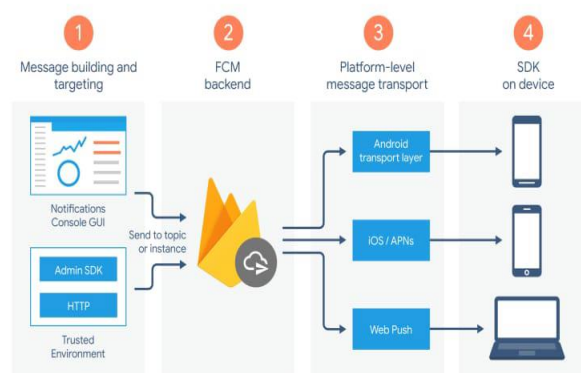 1
2
3
4
Message building and
targeting
FCM
backend
Platform-level
message transport
SDK
on device
Notifications
Console GUI
Send to topic
or instance
Admin SDK
HTTP
Trusted
Environment
Android
transport layer
iOS / APNs
Web Push